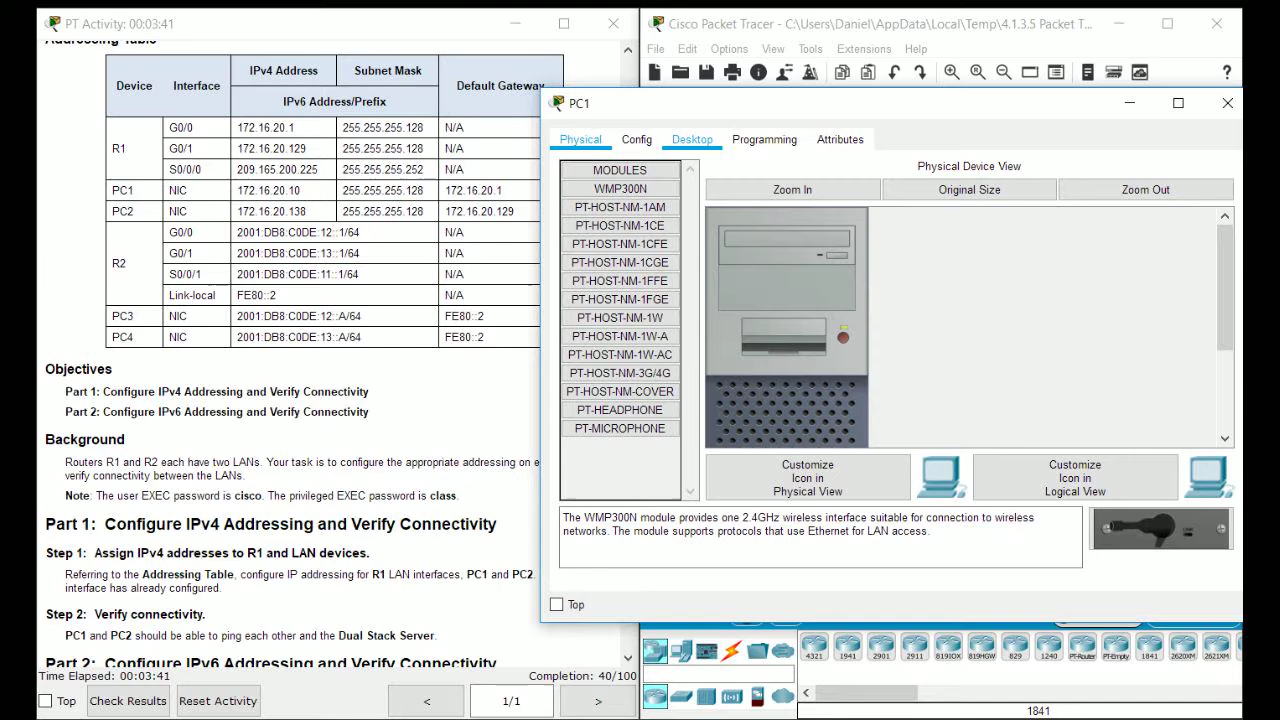 PT Activity: 00:03:41
Addressing Table
Device Interface IPv4 Address Subnet Mask Default Gateway
IPv6 Address/Prefix
R1 G0/0 172.16.20.1 255.255.255.128 N/A
G0/1 172.16.20.129 255.255.255.128 N/A
S0/0/0 209.165.200.225 255.255.255.252 N/A
PC1 NIC 172.16.20.10 255.255.255.128 172.16.20.1
PC2 NIC 172.16.20.138 255.255.255.128 172.16.20.129
R2 G0/0 2001:DB8:C0DE:12::1/64 N/A
G0/1 2001:DB8:C0DE:13::1/64 N/A
S0/0/1 2001:DB8:C0DE:11::1/64 N/A
Link-local FE80::2 N/A
PC3 NIC 2001:DB8:C0DE:12::A/64 FE80::2
PC4 NIC 2001:DB8:C0DE:13::A/64 FE80::2
Objectives
Part 1: Configure IPv4 Addressing and Verify Connectivity
Part 2: Configure IPv6 Addressing and Verify Connectivity
Background
Routers R1 and R2 each have two LANs. Your task is to configure the appropriate addressing on e
verify connectivity between the LANs.
Note: The user EXEC password is cisco. The privileged EXEC password is class.
Part 1: Configure IPv4 Addressing and Verify Connectivity
Step 1: Assign IPv4 addresses to R1 and LAN devices.
Referring to the Addressing Table, configure IP addressing for R1 LAN interfaces, PC1 and PC2.
interface has already configured.
Step 2: Verify connectivity.
PC1 and PC2 should be able to ping each other and the Dual Stack Server.
Part 2: Configure IPv6 Addressing and Verify Connectivity
Time Elapsed: 00:03:41 Completion: 40/100
Top Check Results Reset Activity < 1/1 >
Cisco Packet Tracer - C:\Users\Daniel\AppData\Local\Temp\4.1.3.5 Packet T...
File Edit Options View Tools Extensions Help
?
PC1
Physical Config Desktop Programming Attributes
MODULES
WMP300N
PT-HOST-NM-1AM
PT-HOST-NM-1CE
PT-HOST-NM-1CFE
PT-HOST-NM-1CGE
PT-HOST-NM-1FFE
PT-HOST-NM-1FGE
PT-HOST-NM-1W
PT-HOST-NM-1W-A
PT-HOST-NM-1W-AC
PT-HOST-NM-3G/4G
PT-HOST-NM-COVER
PT-HEADPHONE
PT-MICROPHONE
Physical Device View
Zoom In Original Size Zoom Out
Customize
Icon in
Physical View
Customize
Icon in
Logical View
The WMP300N module provides one 2.4GHz wireless interface suitable for connection to wireless
networks. The module supports protocols that use Ethernet for LAN access.
Top
4321 1941 2901 2911 819IOX 819HGW 829 1240 PT-Router PT-Empty 1841 2620XM 2621XM
1841